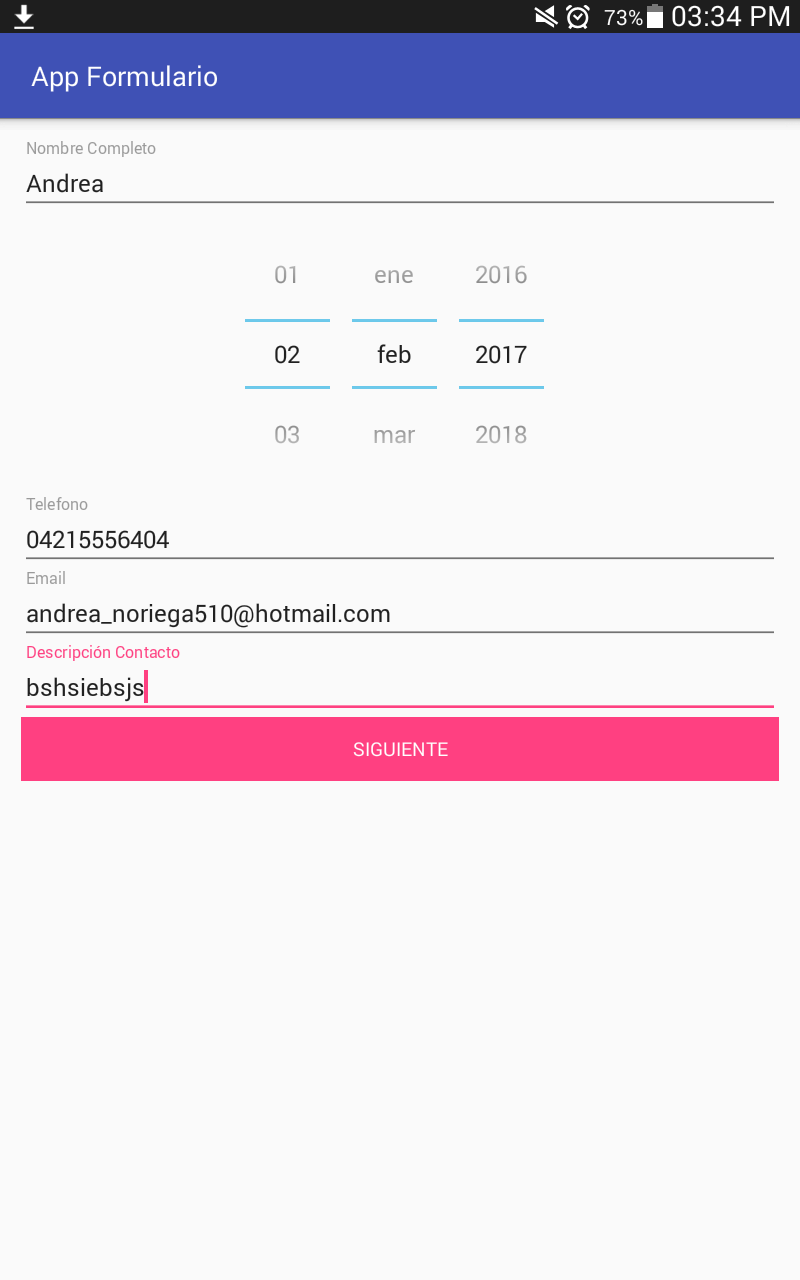 73% 03:34 PM
App Formulario
Nombre Completo
Andrea
01 ene 2016
02 feb 2017
03 mar 2018
Telefono
04215556404
Email
andrea_noriega510@hotmail.com
Descripción Contacto
bshsiebsjs
SIGUIENTE